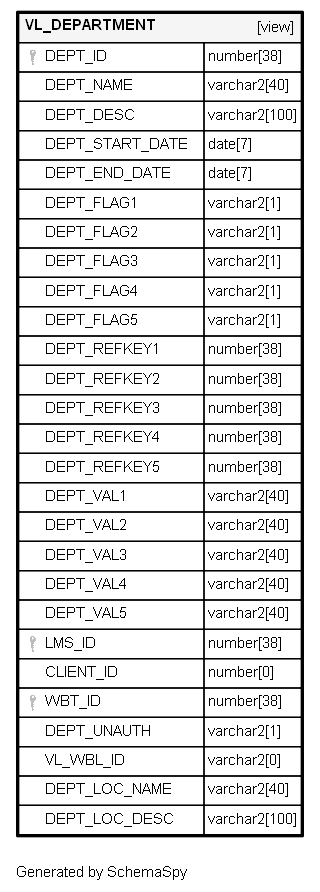 VL_DEPARTMENT [view]
DEPT_ID number[38]
DEPT_NAME varchar2[40]
DEPT_DESC varchar2[100]
DEPT_START_DATE date[7]
DEPT_END_DATE date[7]
DEPT_FLAG1 varchar2[1]
DEPT_FLAG2 varchar2[1]
DEPT_FLAG3 varchar2[1]
DEPT_FLAG4 varchar2[1]
DEPT_FLAG5 varchar2[1]
DEPT_REFKEY1 number[38]
DEPT_REFKEY2 number[38]
DEPT_REFKEY3 number[38]
DEPT_REFKEY4 number[38]
DEPT_REFKEY5 number[38]
DEPT_VAL1 varchar2[40]
DEPT_VAL2 varchar2[40]
DEPT_VAL3 varchar2[40]
DEPT_VAL4 varchar2[40]
DEPT_VAL5 varchar2[40]
LMS_ID number[38]
CLIENT_ID number[0]
WBT_ID number[38]
DEPT_UNAUTH varchar2[1]
VL_WBL_ID varchar2[0]
DEPT_LOC_NAME varchar2[40]
DEPT_LOC_DESC varchar2[100]
Generated by SchemaSpy